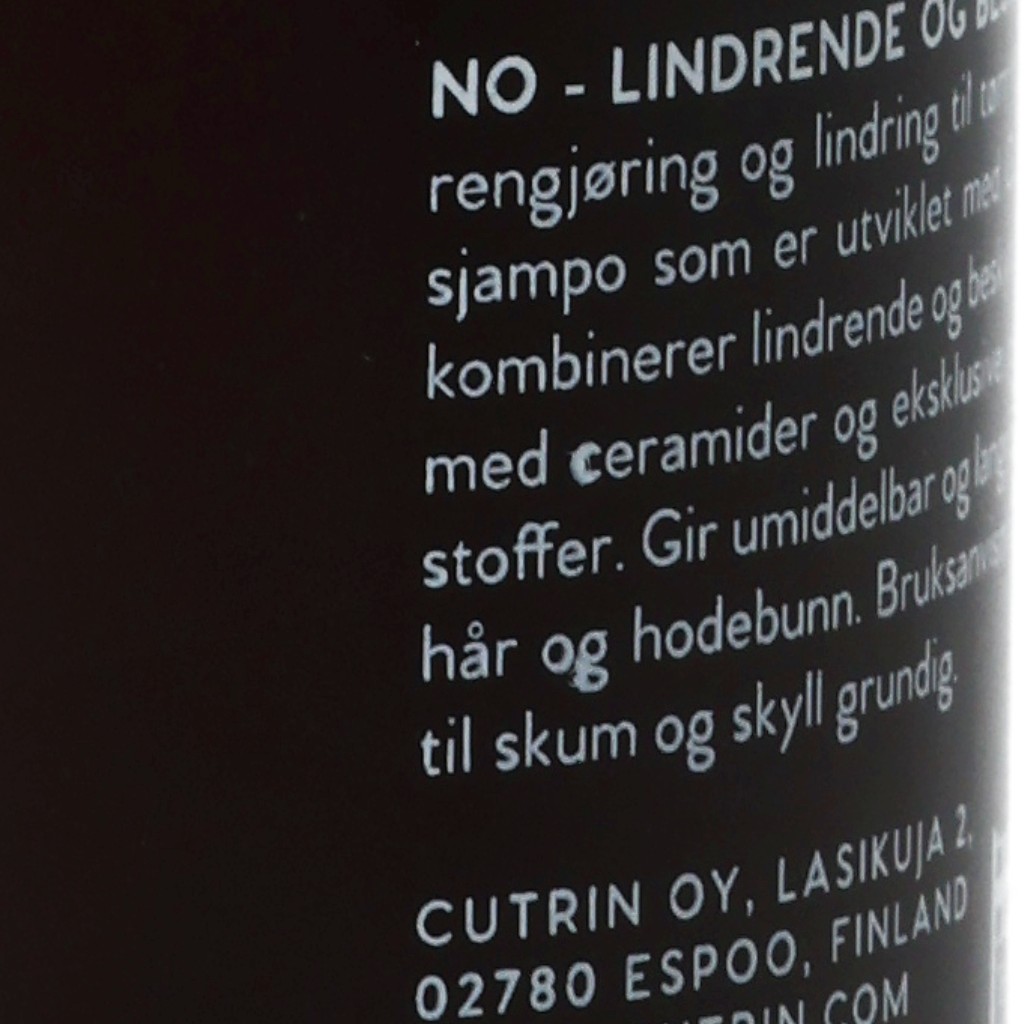 NO - LINDRENDE OG
rengjøring og lindring til
sjampo som er utviklet med
kombinerer lindrende og
med ceramider og
stoffer. Gir umiddelbar og
hår og hodebunn.
til skum og skyll grundig.
CUTRIN OY, LASIKUJA 2,
02780 ESPOO, FINLAND